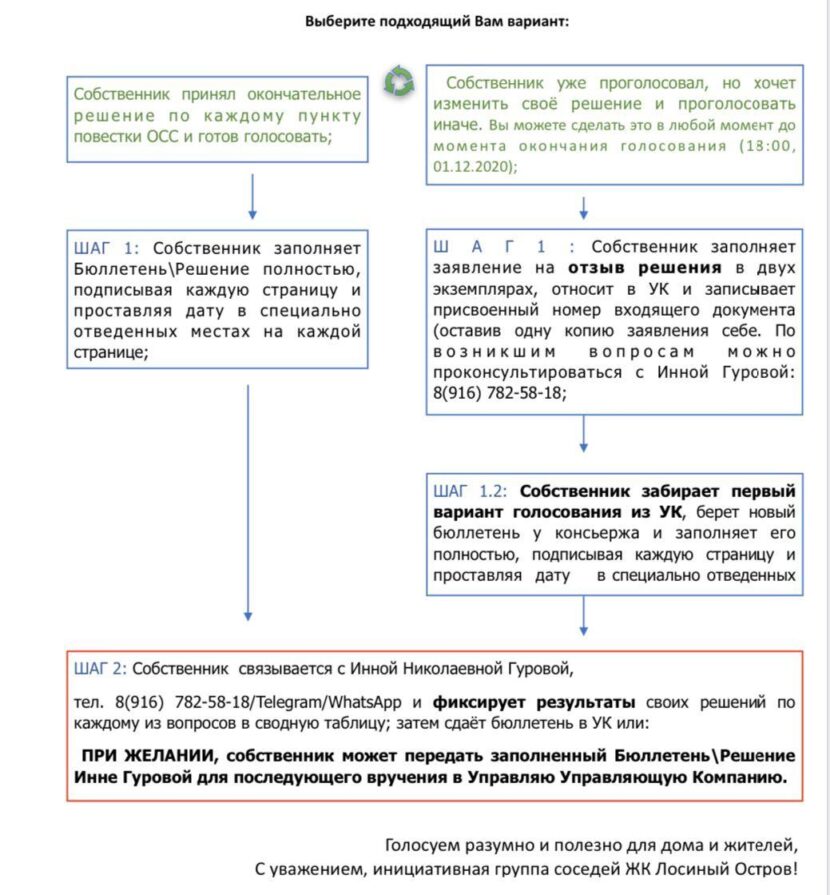 Выберите подходящий Вам вариант:
Собственник принял окончательное
решение по каждому пункту
повестки ОСС и готов голосовать;
Собственник уже проголосовал, но хочет
изменить своё решение и проголосовать
иначе. Вы можете сделать это в любой момент до
момента окончания голосования (18:00,
01.12.2020);
ШАГ 1: Собственник заполняет
Бюллетень\Решение полностью,
подписывая каждую страницу и
проставляя дату в специально
отведенных местах на каждой
странице;
ШАГ 1: Собственник заполняет
заявление на отзыв решения в двух
экземплярах, относит в УК и записывает
присвоенный номер входящего документа
(оставив одну копию заявления себе. По
возникшим вопросам можно
проконсультироваться с Инной Гуровой:
8(916) 782-58-18;
ШАГ 1.2: Собственник забирает первый
вариант голосования из УК, берет новый
бюллетень у консьержа и заполняет его
полностью, подписывая каждую страницу и
проставляя дату в специально отведенных
ШАГ 2: Собственник связывается с Инной Николаевной Гуровой,
тел. 8(916) 782-58-18/Telegram/WhatsApp и фиксирует результаты своих решений по
каждому из вопросов в сводную таблицу; затем сдаёт бюллетень в УК или:
ПРИ ЖЕЛАНИИ, собственник может передать заполненный Бюллетень\Решение
Инне Гуровой для последующего вручения в Управляю Управляющую Компанию.
Голосуем разумно и полезно для дома и жителей,
С уважением, инициативная группа соседей ЖК Лосиный Остров!